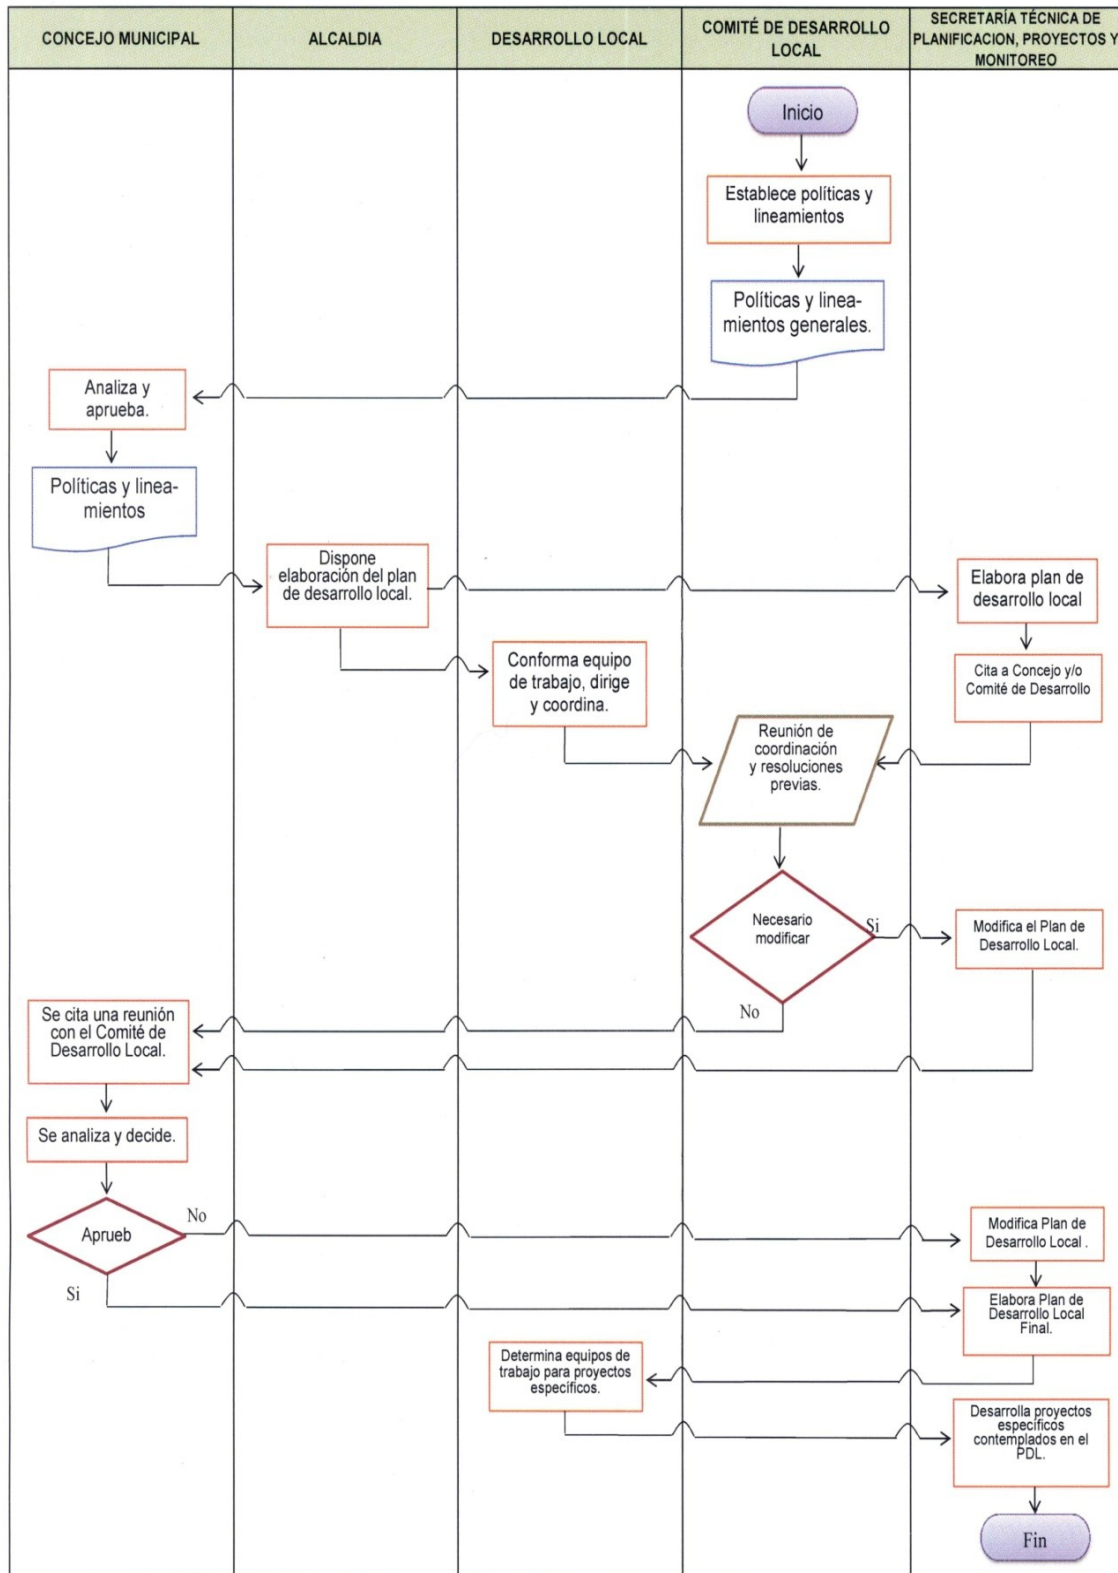 CONCEJO MUNICIPAL
ALCALDIA
DESARROLLO LOCAL
COMITÉ DE DESARROLLO
LOCAL
SECRETARÍA TÉCNICA DE
PLANIFICACION, PROYECTOS Y
MONITOREO
Inicio
Establece políticas y
lineamientos
Políticas y linea-
mientos generales.
Analiza y
aprueba.
Políticas y linea-
mientos
Dispone
elaboración del plan
de desarrollo local.
Elabora plan de
desarrollo local
Conforma equipo
de trabajo, dirige
y coordina.
Cita a Concejo y/o
Comité de Desarrollo
Reunión de
coordinación
y resoluciones
previas.
Necesario
modificar
Si
Modifica el Plan de
Desarrollo Local.
No
Se cita una reunión
con el Comité de
Desarrollo Local.
Se analiza y decide.
Aprueb
No
Modifica Plan de
Desarrollo Local .
Si
Elabora Plan de
Desarrollo Local
Final.
Determina equipos de
trabajo para proyectos
específicos.
Desarrolla proyectos
específicos
contemplados en el
PDL.
Fin